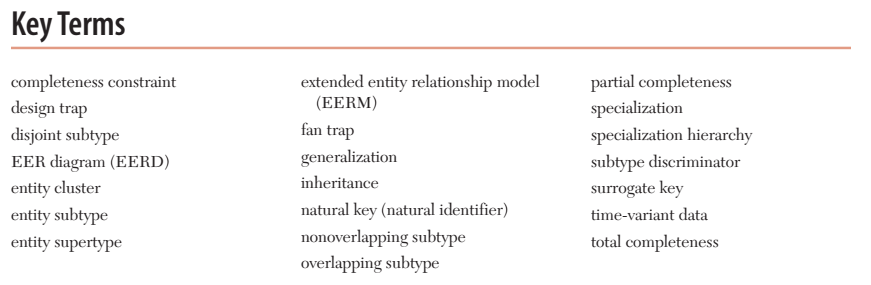 Key Terms
completeness constraint
design trap
disjoint subtype
EER diagram (EERD)
entity cluster
entity subtype
entity supertype
extended entity relationship model
(EERM)
fan trap
generalization
inheritance
natural key (natural identifier)
nonoverlapping subtype
overlapping subtype
partial completeness
specialization
specialization hierarchy
subtype discriminator
surrogate key
time-variant data
total completeness